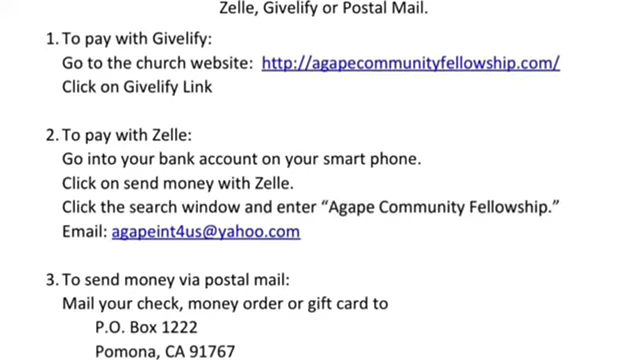 Zelle, Givelify or Postal Mail.
1. To pay with Givelify:
Go to the church website: http://agapecommunityfellowship.com/
Click on Givelify Link
2. To pay with Zelle:
Go into your bank account on your smart phone.
Click on send money with Zelle.
Click the search window and enter “Agape Community Fellowship.”
Email: agapeint4us@yahoo.com
3. To send money via postal mail:
Mail your check, money order or gift card to
P.O. Box 1222
Pomona, CA 91767